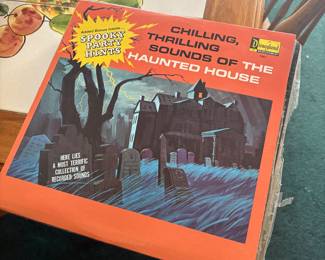 SPOOKY
PARTY
HINTS
CHILLING,
THRILLING
SOUNDS OF THE
HAUNTED HOUSE
HERE LIES
A MOST TERRIFIC
COLLECTION OF
RECORDED SOUNDS
Disneyland